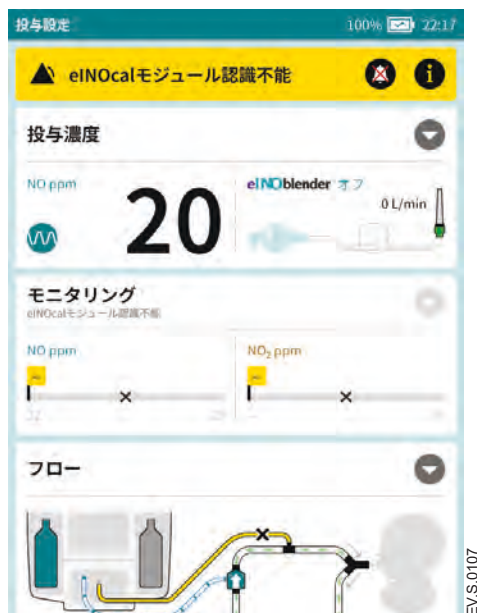 投与設定 100% 22:17
eINOcalモジュール認識不能
投与濃度
NO ppm
20
eINOblender オフ
0 L/min
モニタリング
eINOcalモジュール認識不能
NO ppm
NO₂ ppm
フロー
EV.S.0107